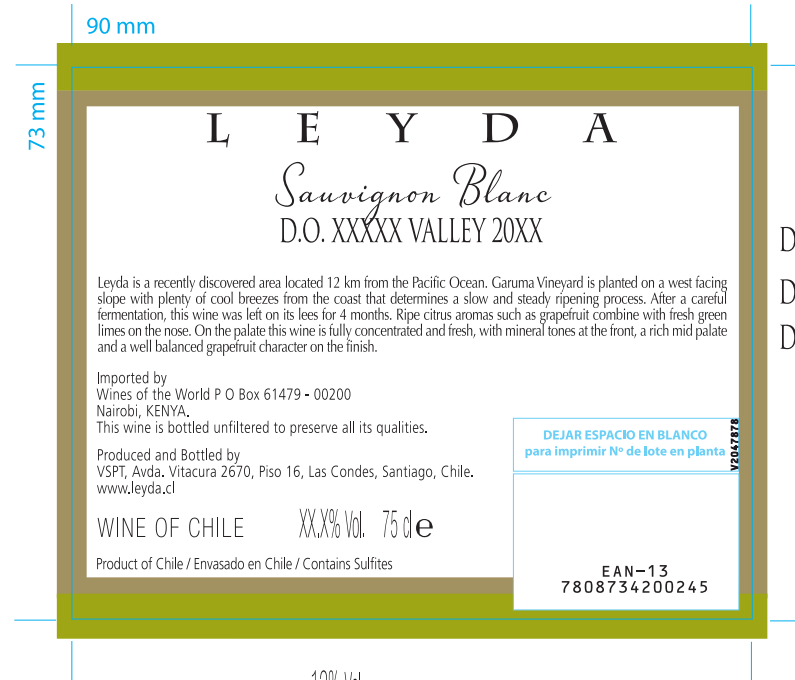 90 mm
73 mm
LEYDA
Sauvignon Blanc
D.O. XXXXX VALLEY 20XX
D
D
D
Leyda is a recently discovered area located 12 km from the Pacific Ocean. Garuma Vineyard is planted on a west facing
slope with plenty of cool breezes from the coast that determines a slow and steady ripening process. After a careful
fermentation, this wine was left on its lees for 4 months. Ripe citrus aromas such as grapefruit combine with fresh green
limes on the nose. On the palate this wine is fully concentrated and fresh, with mineral tones at the front, a rich mid palate
and a well balanced grapefruit character on the finish.
Imported by
Wines of the World P O Box 61479 - 00200
Nairobi, KENYA.
This wine is bottled unfiltered to preserve all its qualities.
Produced and Bottled by
VSPT, Avda. Vitacura 2670, Piso 16, Las Condes, Santiago, Chile.
www.leyda.cl
WINE OF CHILE XX.X% Vol. 75 cl e
Product of Chile / Envasado en Chile / Contains Sulfites
DEJAR ESPACIO EN BLANCO
para imprimir Nº de lote en planta
V2047878
EAN-13
7808734200245